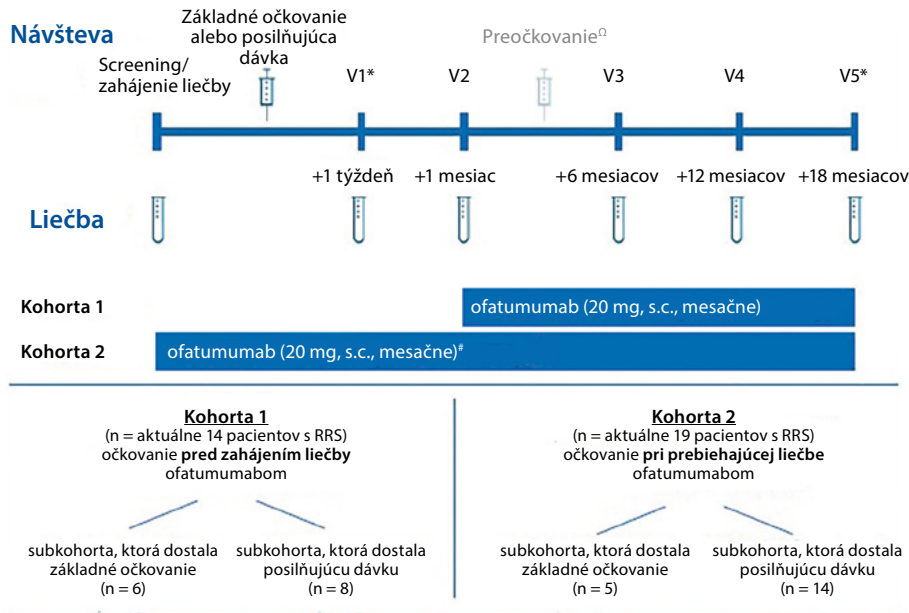 Návšteva
Základné očkovanie
alebo posilňujúca
dávka
Preočkovanieᴼ
Screening/
zahájenie liečby
V1*
V2
V3
V4
V5*
+1 týždeň
+1 mesiac
+6 mesiacov
+12 mesiacov
+18 mesiacov
Liečba
Kohorta 1
ofatumumab (20 mg, s.c., mesačne)
Kohorta 2
ofatumumab (20 mg, s.c., mesačne)#
Kohorta 1
(n = aktuálne 14 pacientov s RRS)
očkovanie pred zahájením liečby
ofatumumabom
subkohorta, ktorá dostala
základné očkovanie
(n = 6)
subkohorta, ktorá dostala
posilňujúcu dávku
(n = 8)
Kohorta 2
(n = aktuálne 19 pacientov s RRS)
očkovanie pri prebiehajúcej liečbe
ofatumumabom
subkohorta, ktorá dostala
základné očkovanie
(n = 5)
subkohorta, ktorá dostala
posilňujúcu dávku
(n = 14)